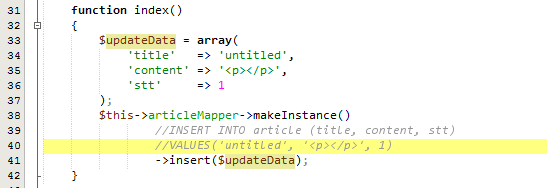 31 function index()
32 {
33 $updateData = array(
34 'title' => 'untitled',
35 'content' => '<p></p>',
36 'stt' => 1
37 );
38 $this->articleMapper->makeInstance()
39 //INSERT INTO article (title, content, stt)
40 //VALUES('untitled', '<p></p>', 1)
41 ->insert($updateData);
42 }